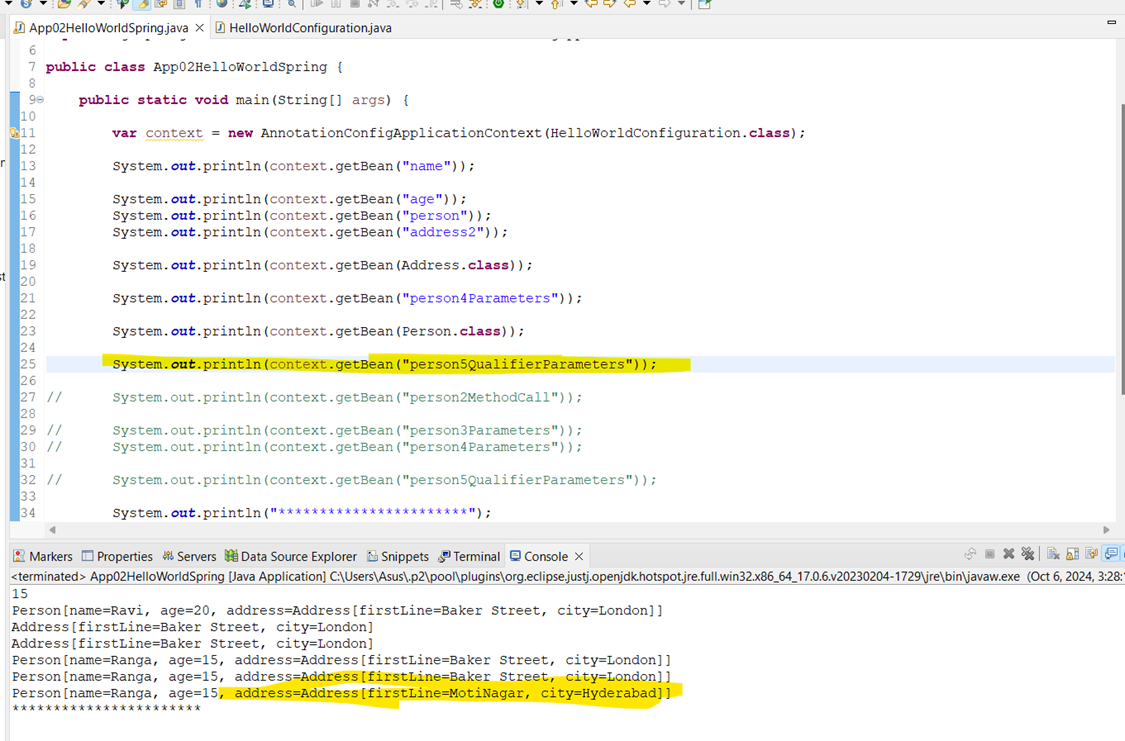 App02HelloWorldSpring.java HelloWorldConfiguration.java
6
7 public class App02HelloWorldSpring {
8
9 public static void main(String[] args) {
10
11 var context = new AnnotationConfigApplicationContext(HelloWorldConfiguration.class);
12
13 System.out.println(context.getBean("name"));
14
15 System.out.println(context.getBean("age"));
16 System.out.println(context.getBean("person"));
17 System.out.println(context.getBean("address2"));
18
19 System.out.println(context.getBean(Address.class));
20
21 System.out.println(context.getBean("person4Parameters"));
22
23 System.out.println(context.getBean(Person.class));
24
25 System.out.println(context.getBean("person5QualifierParameters"));
26
27 // System.out.println(context.getBean("person2MethodCall"));
28
29 // System.out.println(context.getBean("person3Parameters"));
30 // System.out.println(context.getBean("person4Parameters"));
31
32 // System.out.println(context.getBean("person5QualifierParameters"));
33
34 System.out.println("***********************");
Markers Properties Servers Data Source Explorer Snippets Terminal Console
<terminated> App02HelloWorldSpring [Java Application] C:\Users\Asus\.p2\pool\plugins\org.eclipse.justj.openjdk.hotspot.jre.full.win32.x86_64_17.0.6.v20230204-1729\jre\bin\javaw.exe (Oct 6, 2024, 3:28:
15
Person[name=Ravi, age=20, address=Address[firstLine=Baker Street, city=London]]
Address[firstLine=Baker Street, city=London]
Address[firstLine=Baker Street, city=London]
Person[name=Ranga, age=15, address=Address[firstLine=Baker Street, city=London]]
Person[name=Ranga, age=15, address=Address[firstLine=Baker Street, city=London]]
Person[name=Ranga, age=15, address=Address[firstLine=MotiNagar, city=Hyderabad]]
***********************